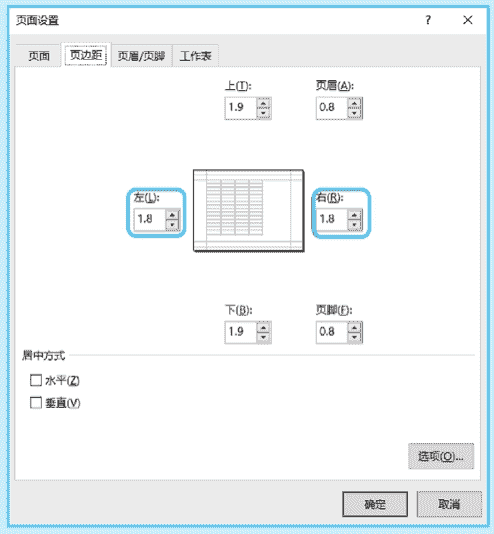 页面设置 ? ×
页面 页边距 页眉/页脚 工作表
上(T): 页眉(A):
1.9 0.8
左(L): 右(R):
1.8 1.8
下(B): 页脚(F):
1.9 0.8
居中方式
水平(Z)
垂直(V)
选项(O)...
确定 取消